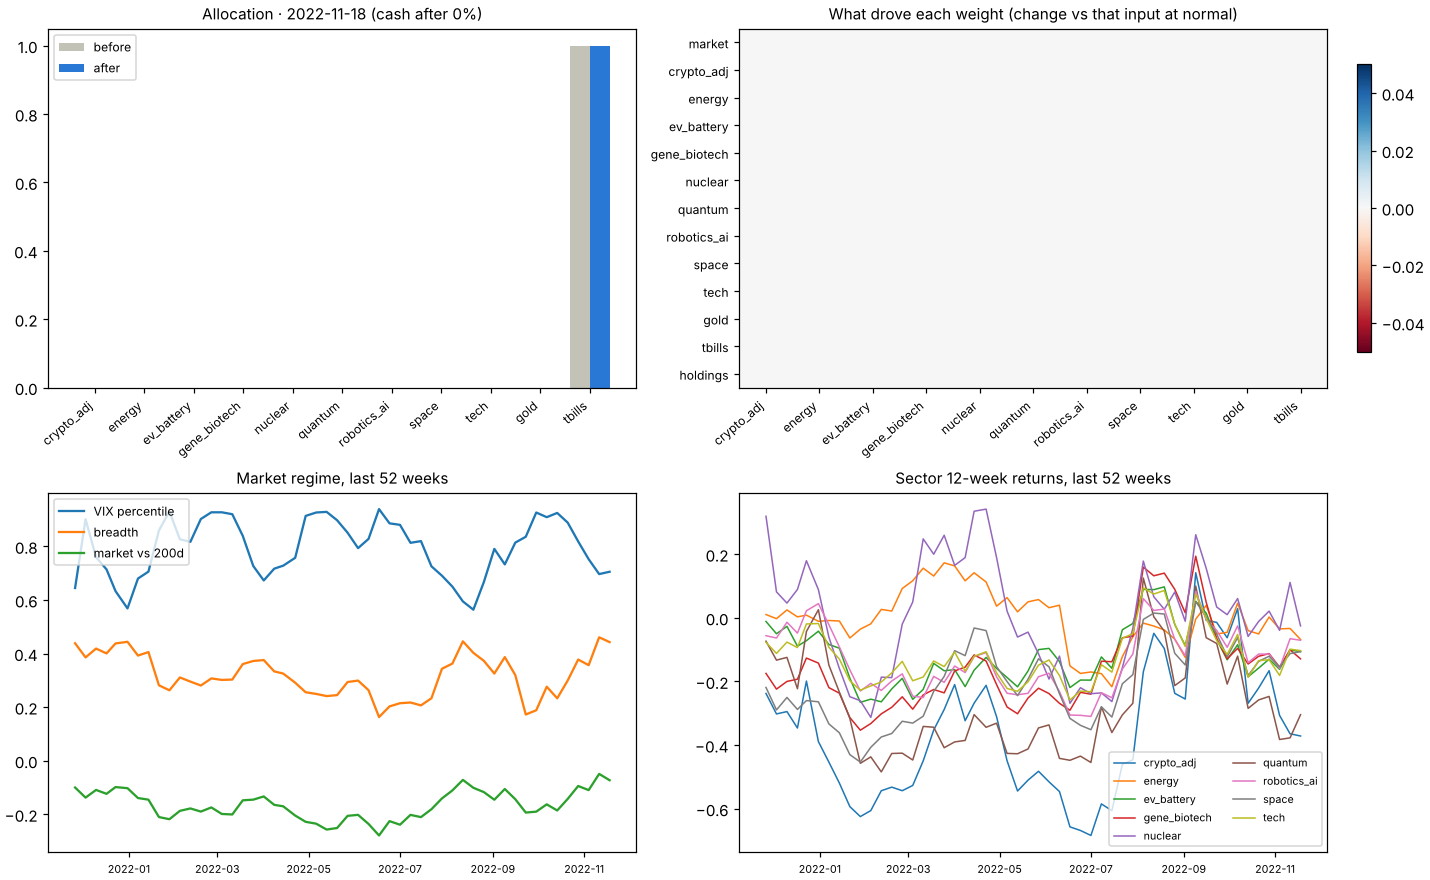 Allocation · 2022-11-18 (cash after 0%)
before
after
1.0
0.8
0.6
0.4
0.2
0.0
crypto_adj
energy
ev_battery
gene_biotech
nuclear
quantum
robotics_ai
space
tech
gold
tbills
What drove each weight (change vs that input at normal)
market
crypto_adj
energy
ev_battery
gene_biotech
nuclear
quantum
robotics_ai
space
tech
gold
tbills
holdings
crypto_adj
energy
ev_battery
gene_biotech
nuclear
quantum
robotics_ai
space
tech
gold
tbills
0.04
0.02
0.00
−0.02
−0.04
Market regime, last 52 weeks
VIX percentile
breadth
market vs 200d
0.8
0.6
0.4
0.2
0.0
−0.2
2022-01
2022-03
2022-05
2022-07
2022-09
2022-11
Sector 12-week returns, last 52 weeks
0.2
0.0
−0.2
−0.4
−0.6
crypto_adj
energy
ev_battery
gene_biotech
nuclear
quantum
robotics_ai
space
tech
2022-01
2022-03
2022-05
2022-07
2022-09
2022-11